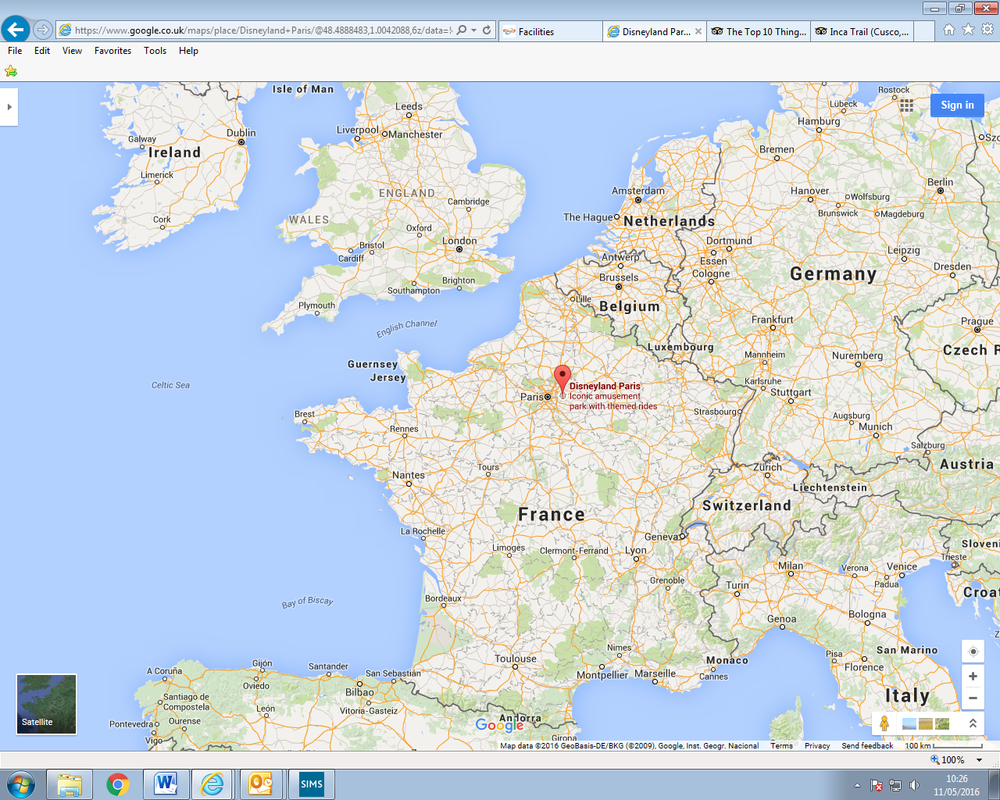 https://www.google.co.uk/maps/place/Disneyland+Paris/@48.4888483,1.0042088,6z/data=!
Facilities
Disneyland Par...
The Top 10 Thing...
Inca Trail (Cusco,...
File Edit View Favorites Tools Help
Sign in
Isle of Man
Leeds
Liverpool
Manchester
Galway
Dublin
Ireland
Limerick
Cork
ENGLAND
WALES
Cambridge
Oxford
London
Bristol
Cardiff
Brighton
Southampton
Plymouth
English Channel
Guernsey
Jersey
Celtic Sea
Rostock
Lübeck
Hamburg
Bremen
Szc
Berlin
Amsterdam
The Hague
Netherlands
Hanover
Wolfsburg
Brunswick
Magdeburg
Dortmund
Essen
Leipzig
Antwerp
Brussels
Cologne
Germany
Dresden
Lille
Belgium
Frankfurt
Prague
Luxembourg
Mannheim
Nuremberg
Czech R
Disneyland Paris
Iconic amusement
park with themed rides
Paris
Karlsruhe
Stuttgart
Strasbourg
Augsburg
Munich
Salzburg
Austria
Brest
Rennes
Tours
Nantes
Zürich
Liechtenstein
Switzerland
France
La Rochelle
Geneva
Limoges
Clermont-Ferrand
Lyon
Sloveni
Trieste
Milan
Verona
Venice
Padua
Turin
Grenoble
Croat
Bordeaux
Bay of Biscay
Genoa
Bologna
Z
Nimes
Toulouse
Montpellier
Marseille
Monaco
Cannes
Pisa
San Marino
Florence
Italy
A Coruña
Gijón
Santander
San Sebastián
Oviedo
Bilbao
Santiago de
Compostela
León
Vitoria-Gasteiz
Pontevedra
Ourense
Vigo
Andorra
Girona
Google
Satellite
Map data ©2016 GeoBasis-DE/BKG (©2009), Google, Inst. Geogr. Nacional Terms Privacy Send feedback 100 km
100%
SIMS
10:26
11/05/2016